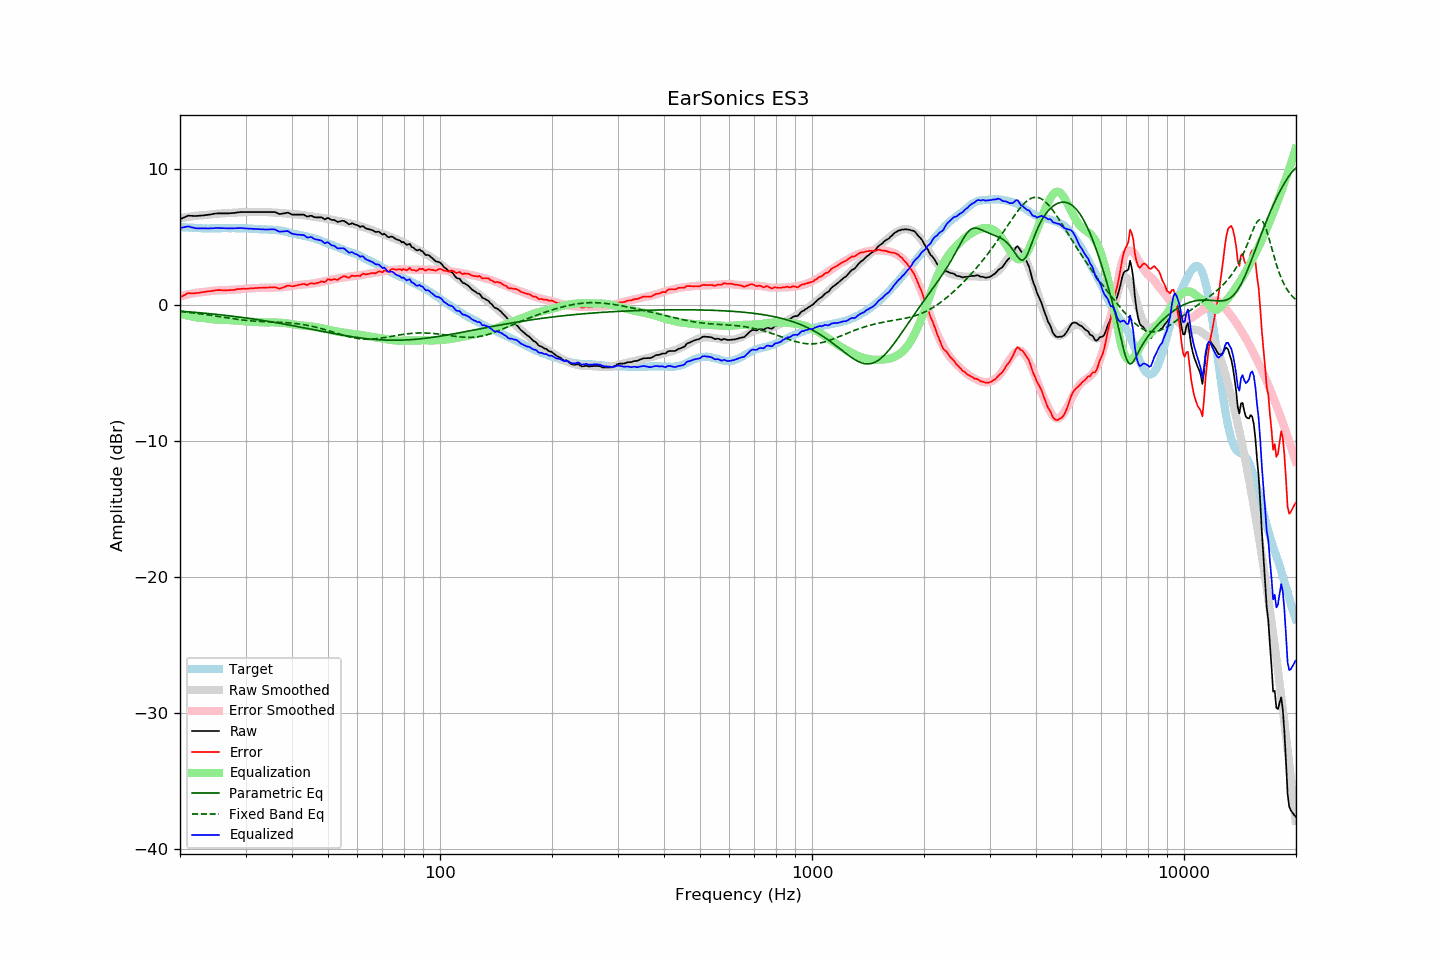 EarSonics ES3
Amplitude (dBr)
10
0
−10
−20
−30
−40
Target
Raw Smoothed
Error Smoothed
Raw
Error
Equalization
Parametric Eq
Fixed Band Eq
Equalized
100
1000
10000
Frequency (Hz)